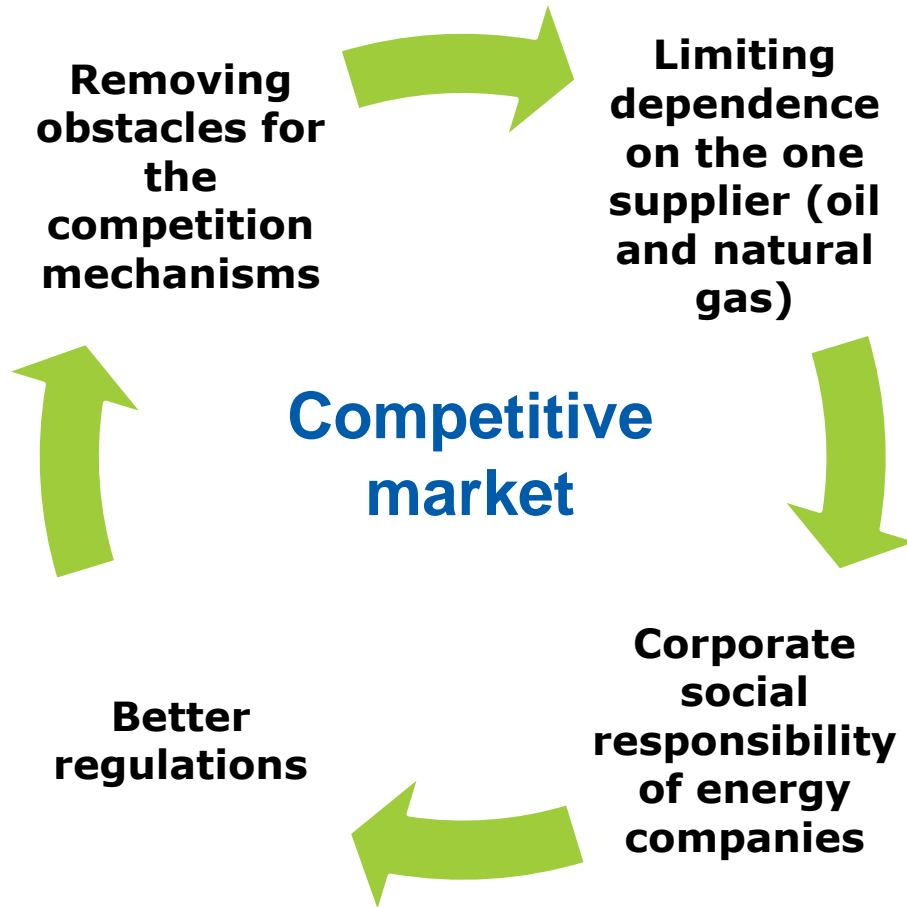 Removing
obstacles for
the
competition
mechanisms
Limiting
dependence
on the one
supplier (oil
and natural
gas)
Competitive
market
Corporate
social
responsibility
of energy
companies
Better
regulations